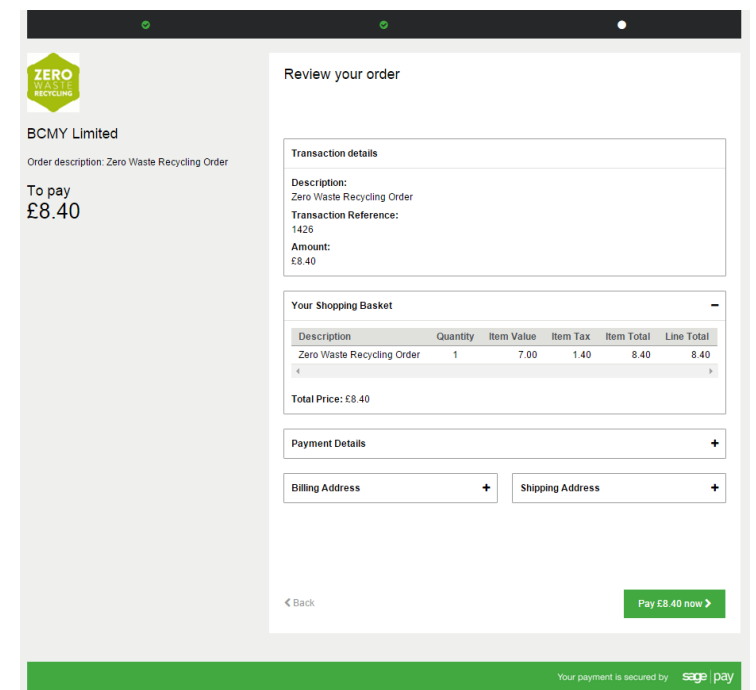 ZERO
WASTE
RECYCLING
BCMY Limited
Order description: Zero Waste Recycling Order
To pay
£8.40
Review your order
Transaction details
Description:
Zero Waste Recycling Order
Transaction Reference:
1426
Amount:
£8.40
Your Shopping Basket
Description Quantity Item Value Item Tax Item Total Line Total
Zero Waste Recycling Order 1 7.00 1.40 8.40 8.40
Total Price: £8.40
Payment Details
Billing Address
Shipping Address
Back
Pay £8.40 now
Your payment is secured by sage pay